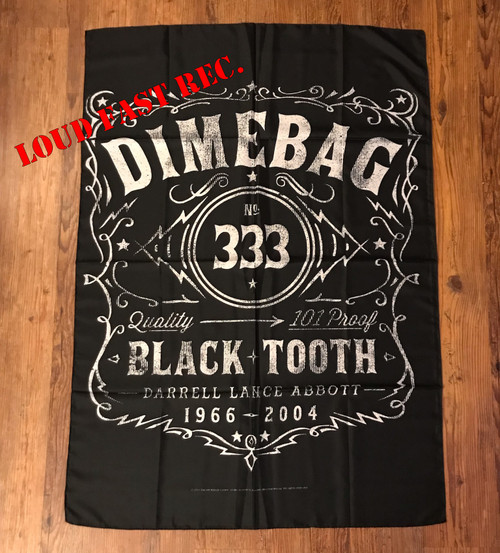 LOUD FAST REC.
DIMEBAG
No
333
Quality 101 Proof
BLACK TOOTH
DARRELL LANCE ABBOTT
1966 - 2004